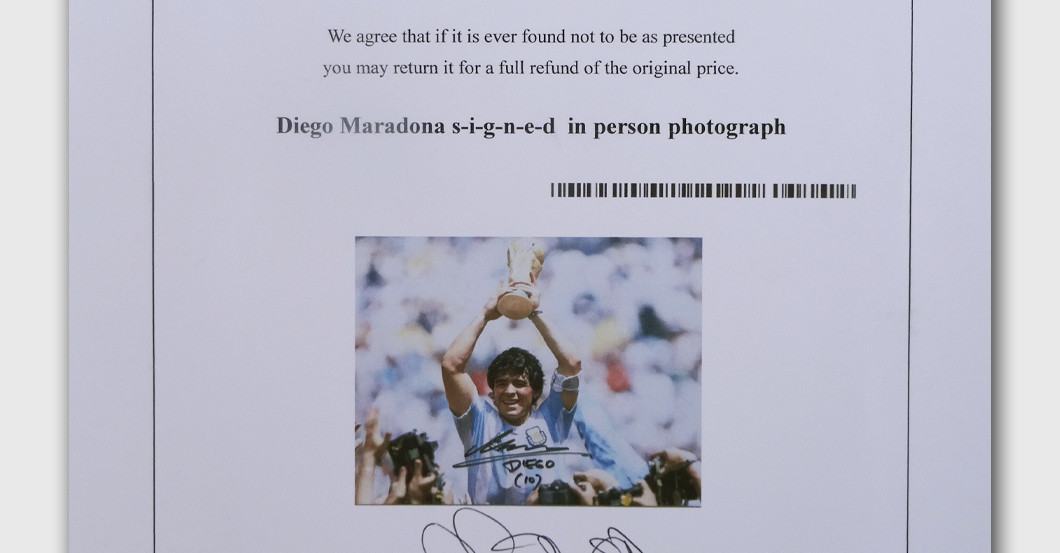 We agree that if it is ever found not to be as presented
you may return it for a full refund of the original price.
Diego Maradona s-i-g-n-e-d in person photograph
DIEGO
(10)